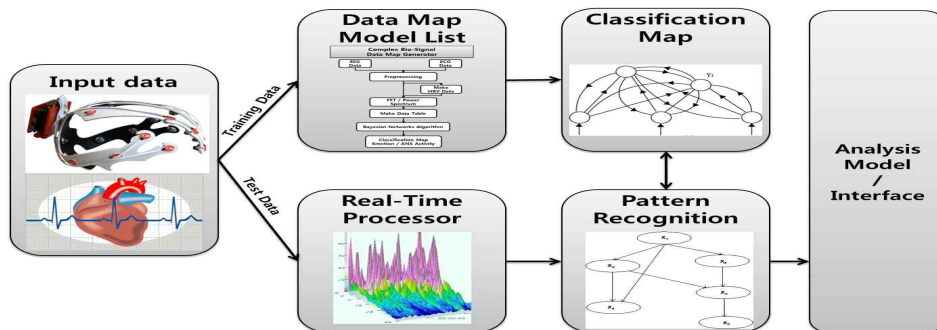 Input data
Training Data
Test Data
Data Map
Model List
Complex Bio-Signal
Data Map Generator
EEG
Data
ECG
Data
Preprocessing
Make
HRV Data
FFT / Power
Spectrum
Make Data Table
Bayesian Networks Algorithm
Classification Map
Emotion / ANS Activity
Classification
Map
Y₁
Real-Time
Processor
Pattern
Recognition
X₁
Analysis
Model
/
Interface